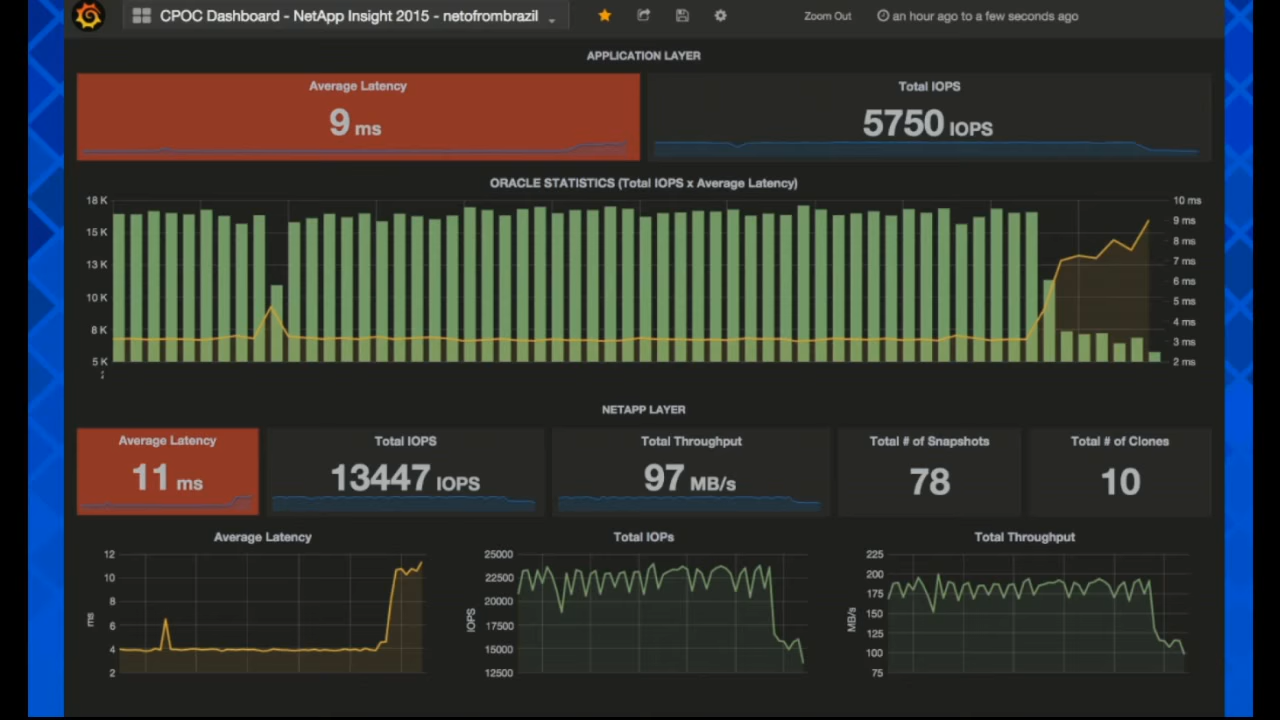 CPOC Dashboard - NetApp Insight 2015 - netofrombrazil
Zoom Out
an hour ago to a few seconds ago
APPLICATION LAYER
Average Latency
9 ms
Total IOPS
5750 IOPS
ORACLE STATISTICS (Total IOPS x Average Latency)
18 K
15 K
13 K
10 K
8 K
5 K
10 ms
9 ms
8 ms
7 ms
6 ms
5 ms
4 ms
3 ms
2 ms
NETAPP LAYER
Average Latency
11 ms
Total IOPS
13447 IOPS
Total Throughput
97 MB/s
Total # of Snapshots
78
Total # of Clones
10
Average Latency
ms
12
10
8
6
4
2
Total IOPs
IOPS
25000
22500
20000
17500
15000
12500
Total Throughput
MB/s
225
200
175
150
125
100
75